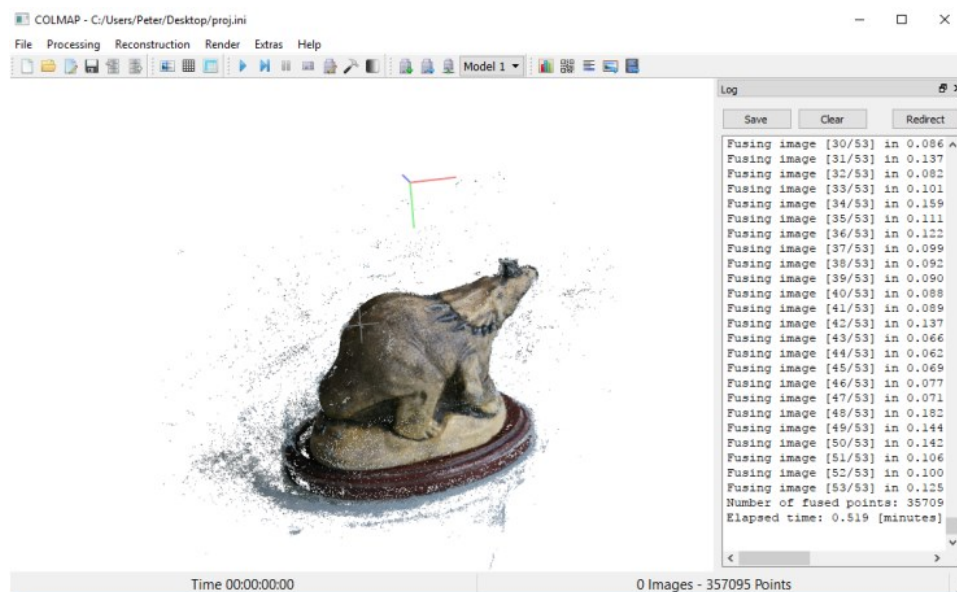 COLMAP - C:/Users/Peter/Desktop/proj.ini
File Processing Reconstruction Render Extras Help
Model 1
Log
Save Clear Redirect
Fusing image [30/53] in 0.086
Fusing image [31/53] in 0.137
Fusing image [32/53] in 0.082
Fusing image [33/53] in 0.101
Fusing image [34/53] in 0.159
Fusing image [35/53] in 0.111
Fusing image [36/53] in 0.122
Fusing image [37/53] in 0.099
Fusing image [38/53] in 0.092
Fusing image [39/53] in 0.090
Fusing image [40/53] in 0.088
Fusing image [41/53] in 0.089
Fusing image [42/53] in 0.137
Fusing image [43/53] in 0.066
Fusing image [44/53] in 0.062
Fusing image [45/53] in 0.069
Fusing image [46/53] in 0.077
Fusing image [47/53] in 0.071
Fusing image [48/53] in 0.182
Fusing image [49/53] in 0.144
Fusing image [50/53] in 0.142
Fusing image [51/53] in 0.106
Fusing image [52/53] in 0.100
Fusing image [53/53] in 0.125
Number of fused points: 35709
Elapsed time: 0.519 [minutes]
Time 00:00:00:00
0 Images - 357095 Points